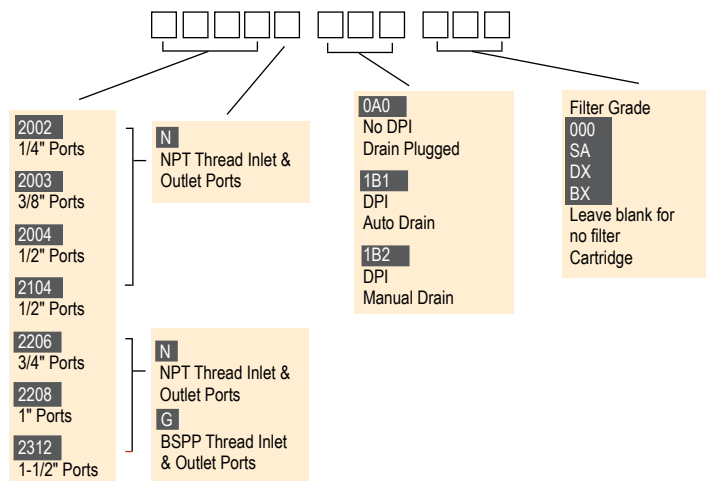 2002
1/4" Ports
2003
3/8" Ports
2004
1/2" Ports
2104
1/2" Ports
2206
3/4" Ports
2208
1" Ports
2312
1-1/2" Ports
N
NPT Thread Inlet &
Outlet Ports
N
NPT Thread Inlet &
Outlet Ports
G
BSPP Thread Inlet
& Outlet Ports
0A0
No DPI
Drain Plugged
1B1
DPI
Auto Drain
1B2
DPI
Manual Drain
Filter Grade
000
SA
DX
BX
Leave blank for
no filter
Cartridge